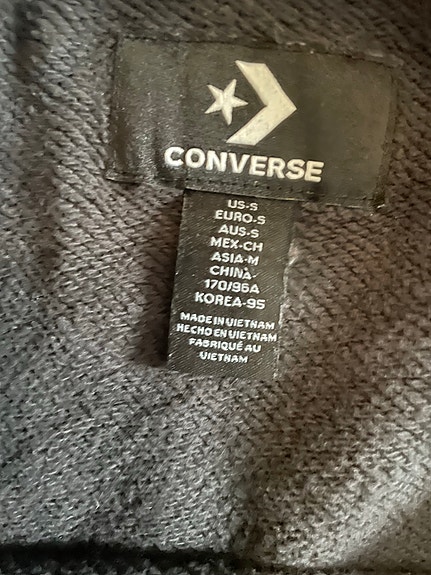 CONVERSE
US-S
EURO-S
AUS-S
MEX-CH
ASIA-M
CHINA-
170/96A
KOREA-95
MADE IN VIETNAM
HECHO EN VIETNAM
FABRIQUÉ AU
VIETNAM